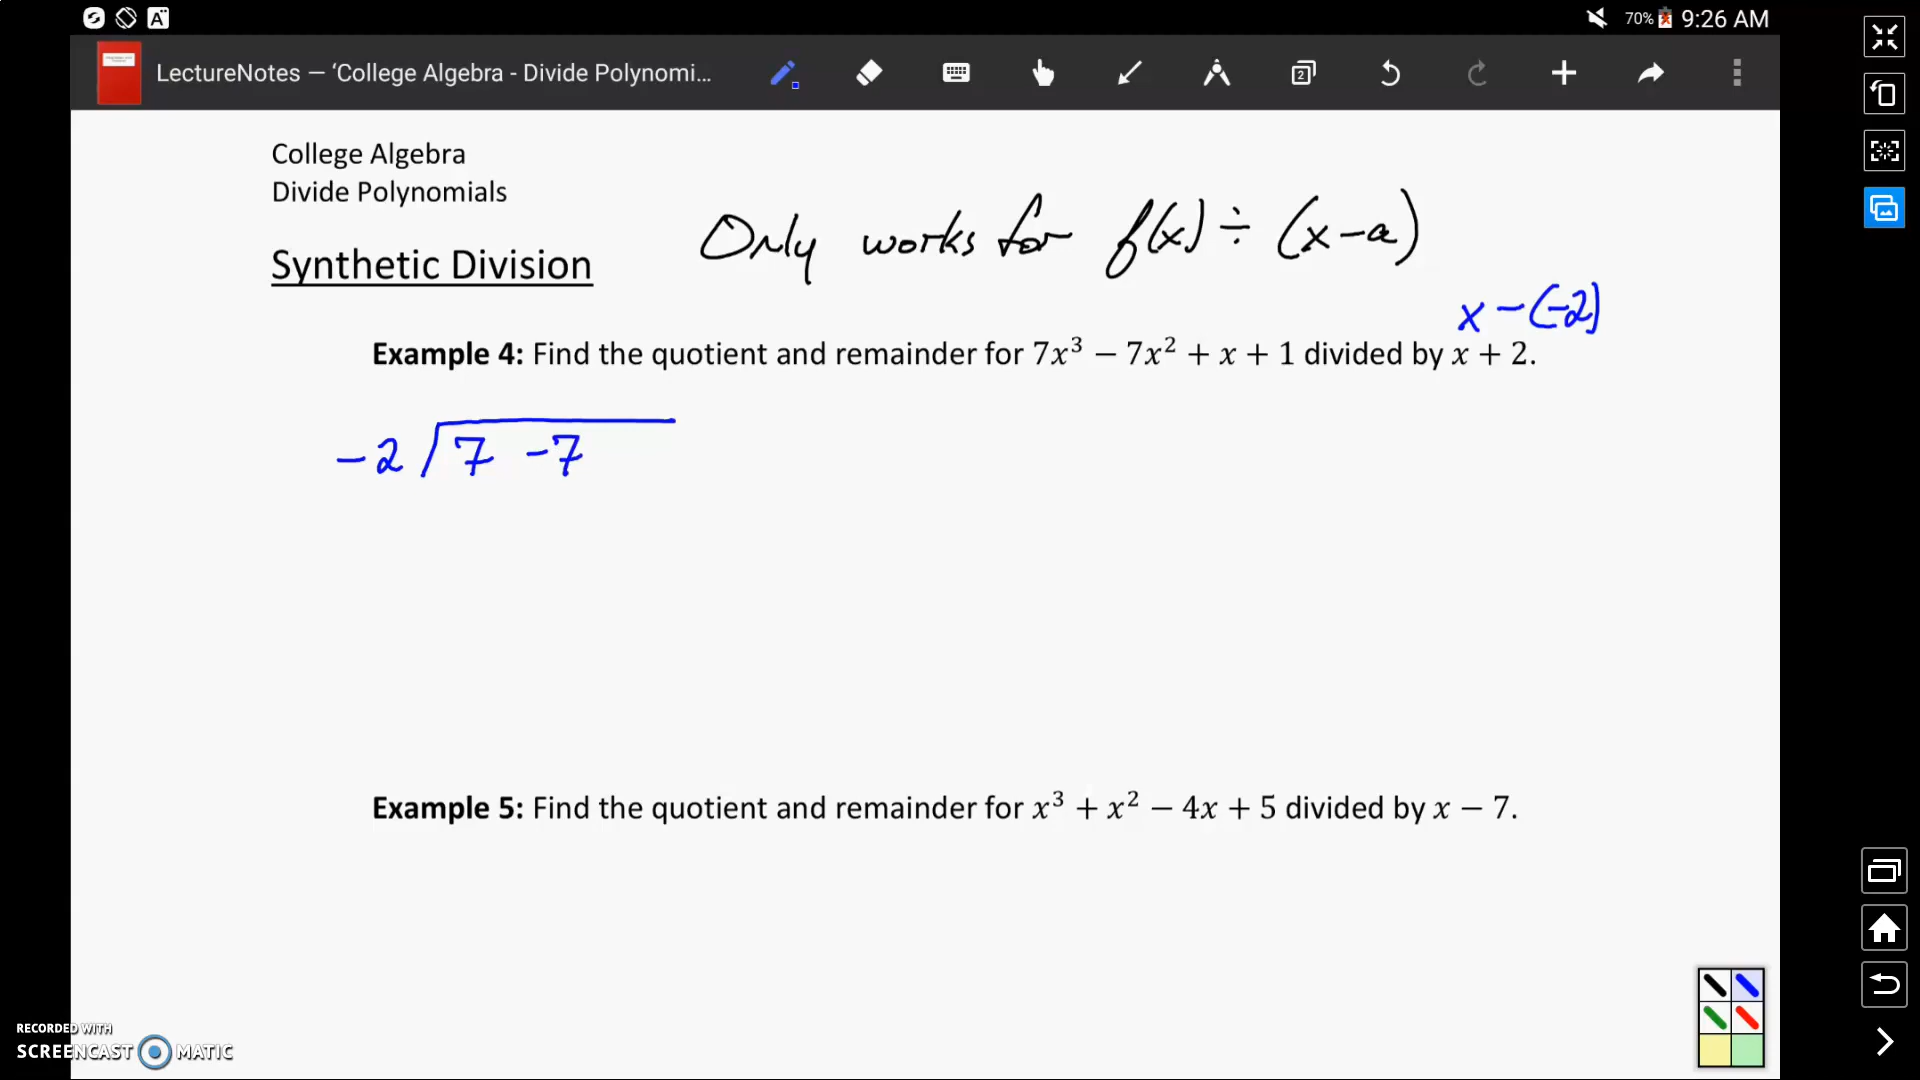 70% 9:26 AM
LectureNotes — ‘College Algebra - Divide Polynomi...
College Algebra
Divide Polynomials
Only works for f(x) ÷ (x-a)
Synthetic Division
x-(-2)
Example 4: Find the quotient and remainder for 7x³ − 7x² + x + 1 divided by x + 2.
-2 7 -7
Example 5: Find the quotient and remainder for x³ + x² − 4x + 5 divided by x − 7.
RECORDED WITH
SCREENCAST MATIC